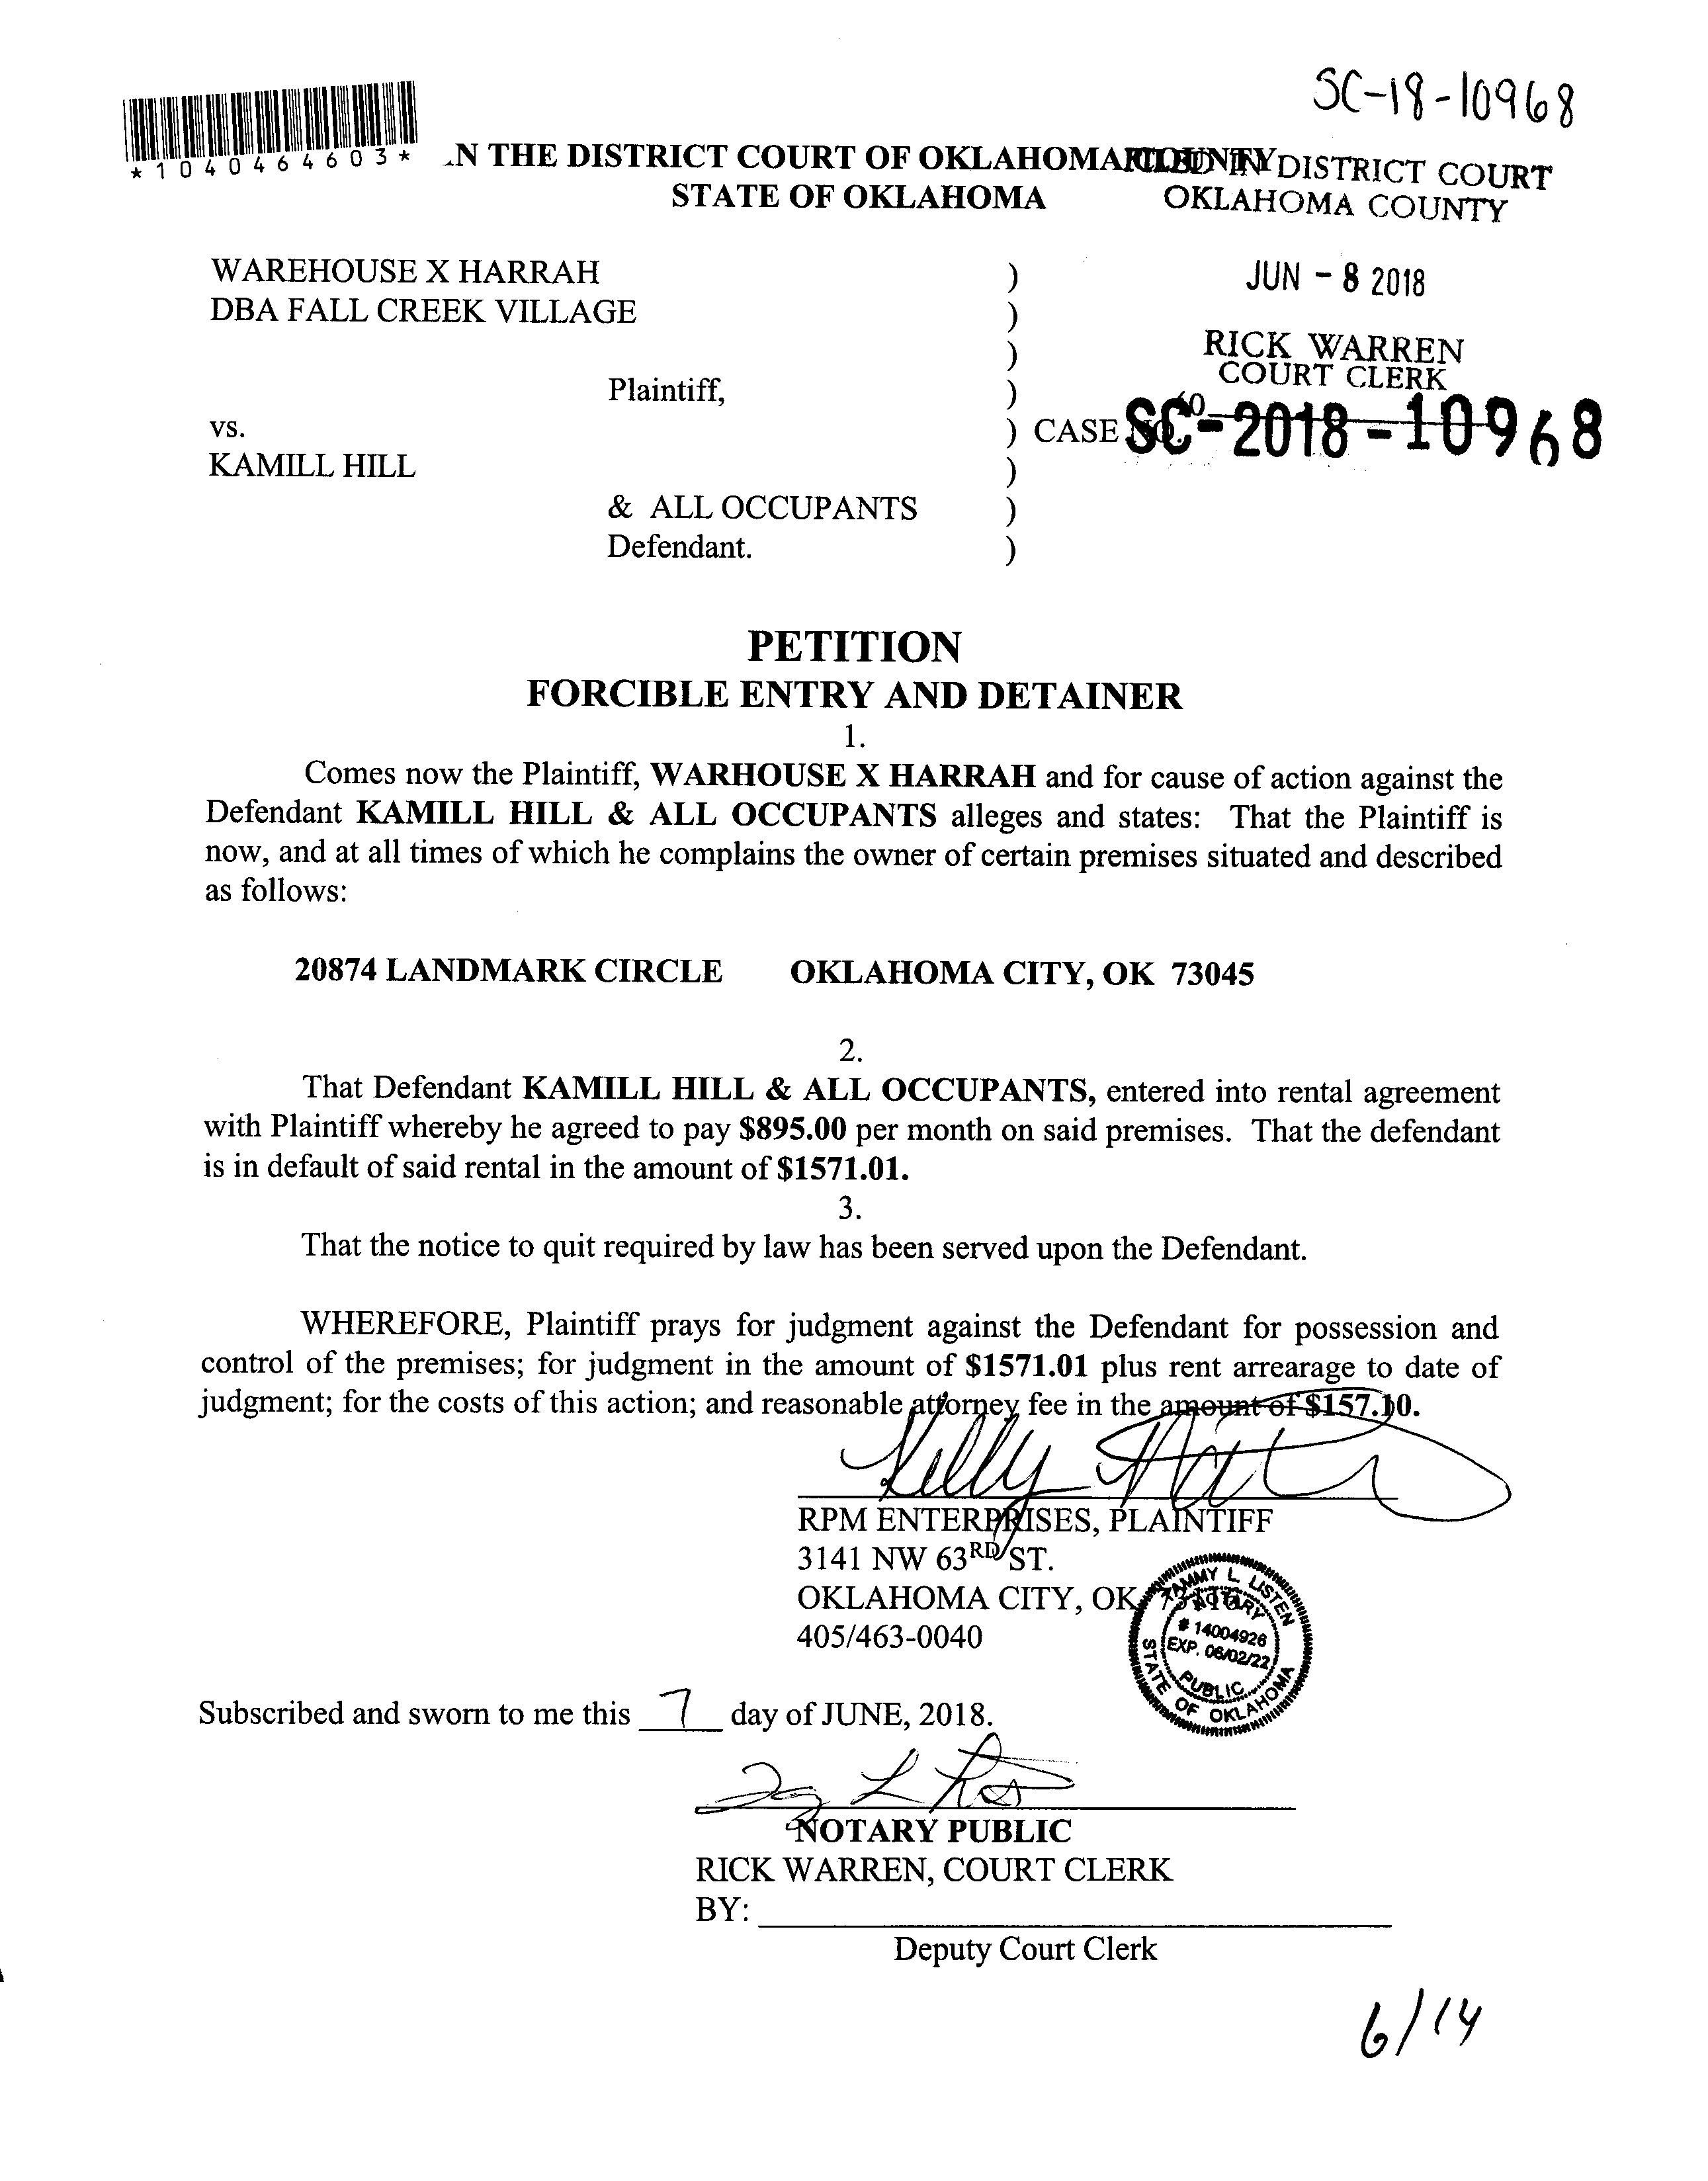 SC-18-10968
*1040464603*
N THE DISTRICT COURT OF OKLAHOMA COUNTY
STATE OF OKLAHOMA
FILED IN DISTRICT COURT
OKLAHOMA COUNTY
WAREHOUSE X HARRAH )
DBA FALL CREEK VILLAGE )
)
JUN - 8 2018
RICK WARREN
COURT CLERK
Plaintiff, )
vs. ) CASE NO. SC-2018-10968
KAMILL HILL )
& ALL OCCUPANTS )
Defendant. )
PETITION
FORCIBLE ENTRY AND DETAINER
1.
Comes now the Plaintiff, WARHOUSE X HARRAH and for cause of action against the
Defendant KAMILL HILL & ALL OCCUPANTS alleges and states: That the Plaintiff is
now, and at all times of which he complains the owner of certain premises situated and described
as follows:
20874 LANDMARK CIRCLE OKLAHOMA CITY, OK 73045
2.
That Defendant KAMILL HILL & ALL OCCUPANTS, entered into rental agreement
with Plaintiff whereby he agreed to pay $895.00 per month on said premises. That the defendant
is in default of said rental in the amount of $1571.01.
3.
That the notice to quit required by law has been served upon the Defendant.
WHEREFORE, Plaintiff prays for judgment against the Defendant for possession and
control of the premises; for judgment in the amount of $1571.01 plus rent arrearage to date of
judgment; for the costs of this action; and reasonable attorney fee in the amount of $157.10.
Kelly
RPM ENTERPRISES, PLAINTIFF
3141 NW 63RD ST.
OKLAHOMA CITY, OK
405/463-0040
TAMMY L. LISTEN
NOTARY
# 14004926
EXP. 06/02/22
PUBLIC
STATE OF OKLAHOMA
Subscribed and sworn to me this 7 day of JUNE, 2018.
NOTARY PUBLIC
RICK WARREN, COURT CLERK
BY:
Deputy Court Clerk
6/14